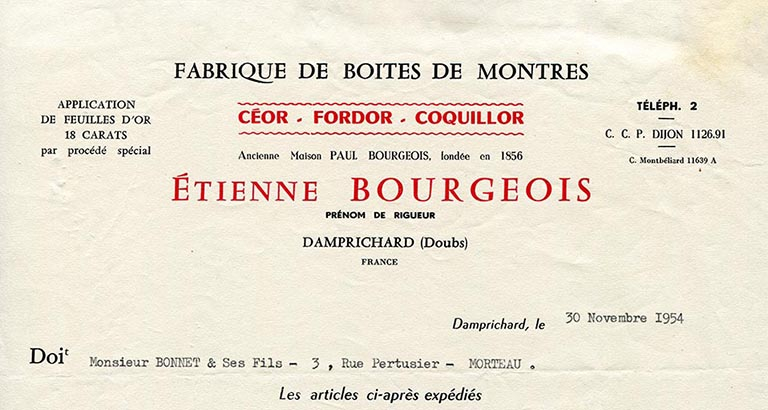 FABRIQUE DE BOITES DE MONTRES
APPLICATION
DE FEUILLES D'OR
18 CARATS
par procédé spécial
CÉOR - FORDOR - COQUILLOR
TÉLÉPH. 2
C. C. P. DIJON 1126.91
C. Montbéliard 11639 A
Ancienne Maison PAUL BOURGEOIS, fondée en 1856
ÉTIENNE BOURGEOIS
PRÉNOM DE RIGUEUR
DAMPRICHARD (Doubs)
FRANCE
Damprichard, le 30 Novembre I954
Doit Monsieur BONNET & Ses Fils - 3 , Rue Pertusier - MORTEAU .
Les articles ci-après expédiés